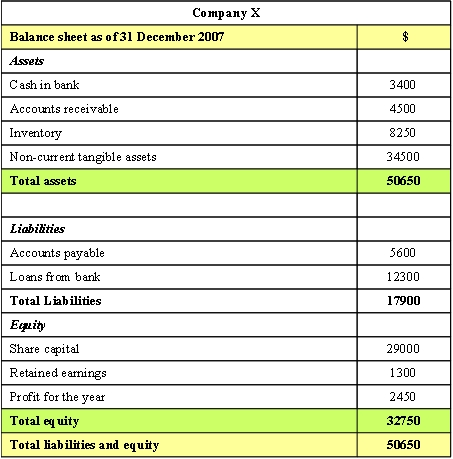 Company X
Balance sheet as of 31 December 2007 $
Assets
Cash in bank 3400
Accounts receivable 4500
Inventory 8250
Non-current tangible assets 34500
Total assets 50650
Liabilities
Accounts payable 5600
Loans from bank 12300
Total Liabilities 17900
Equity
Share capital 29000
Retained earnings 1300
Profit for the year 2450
Total equity 32750
Total liabilities and equity 50650